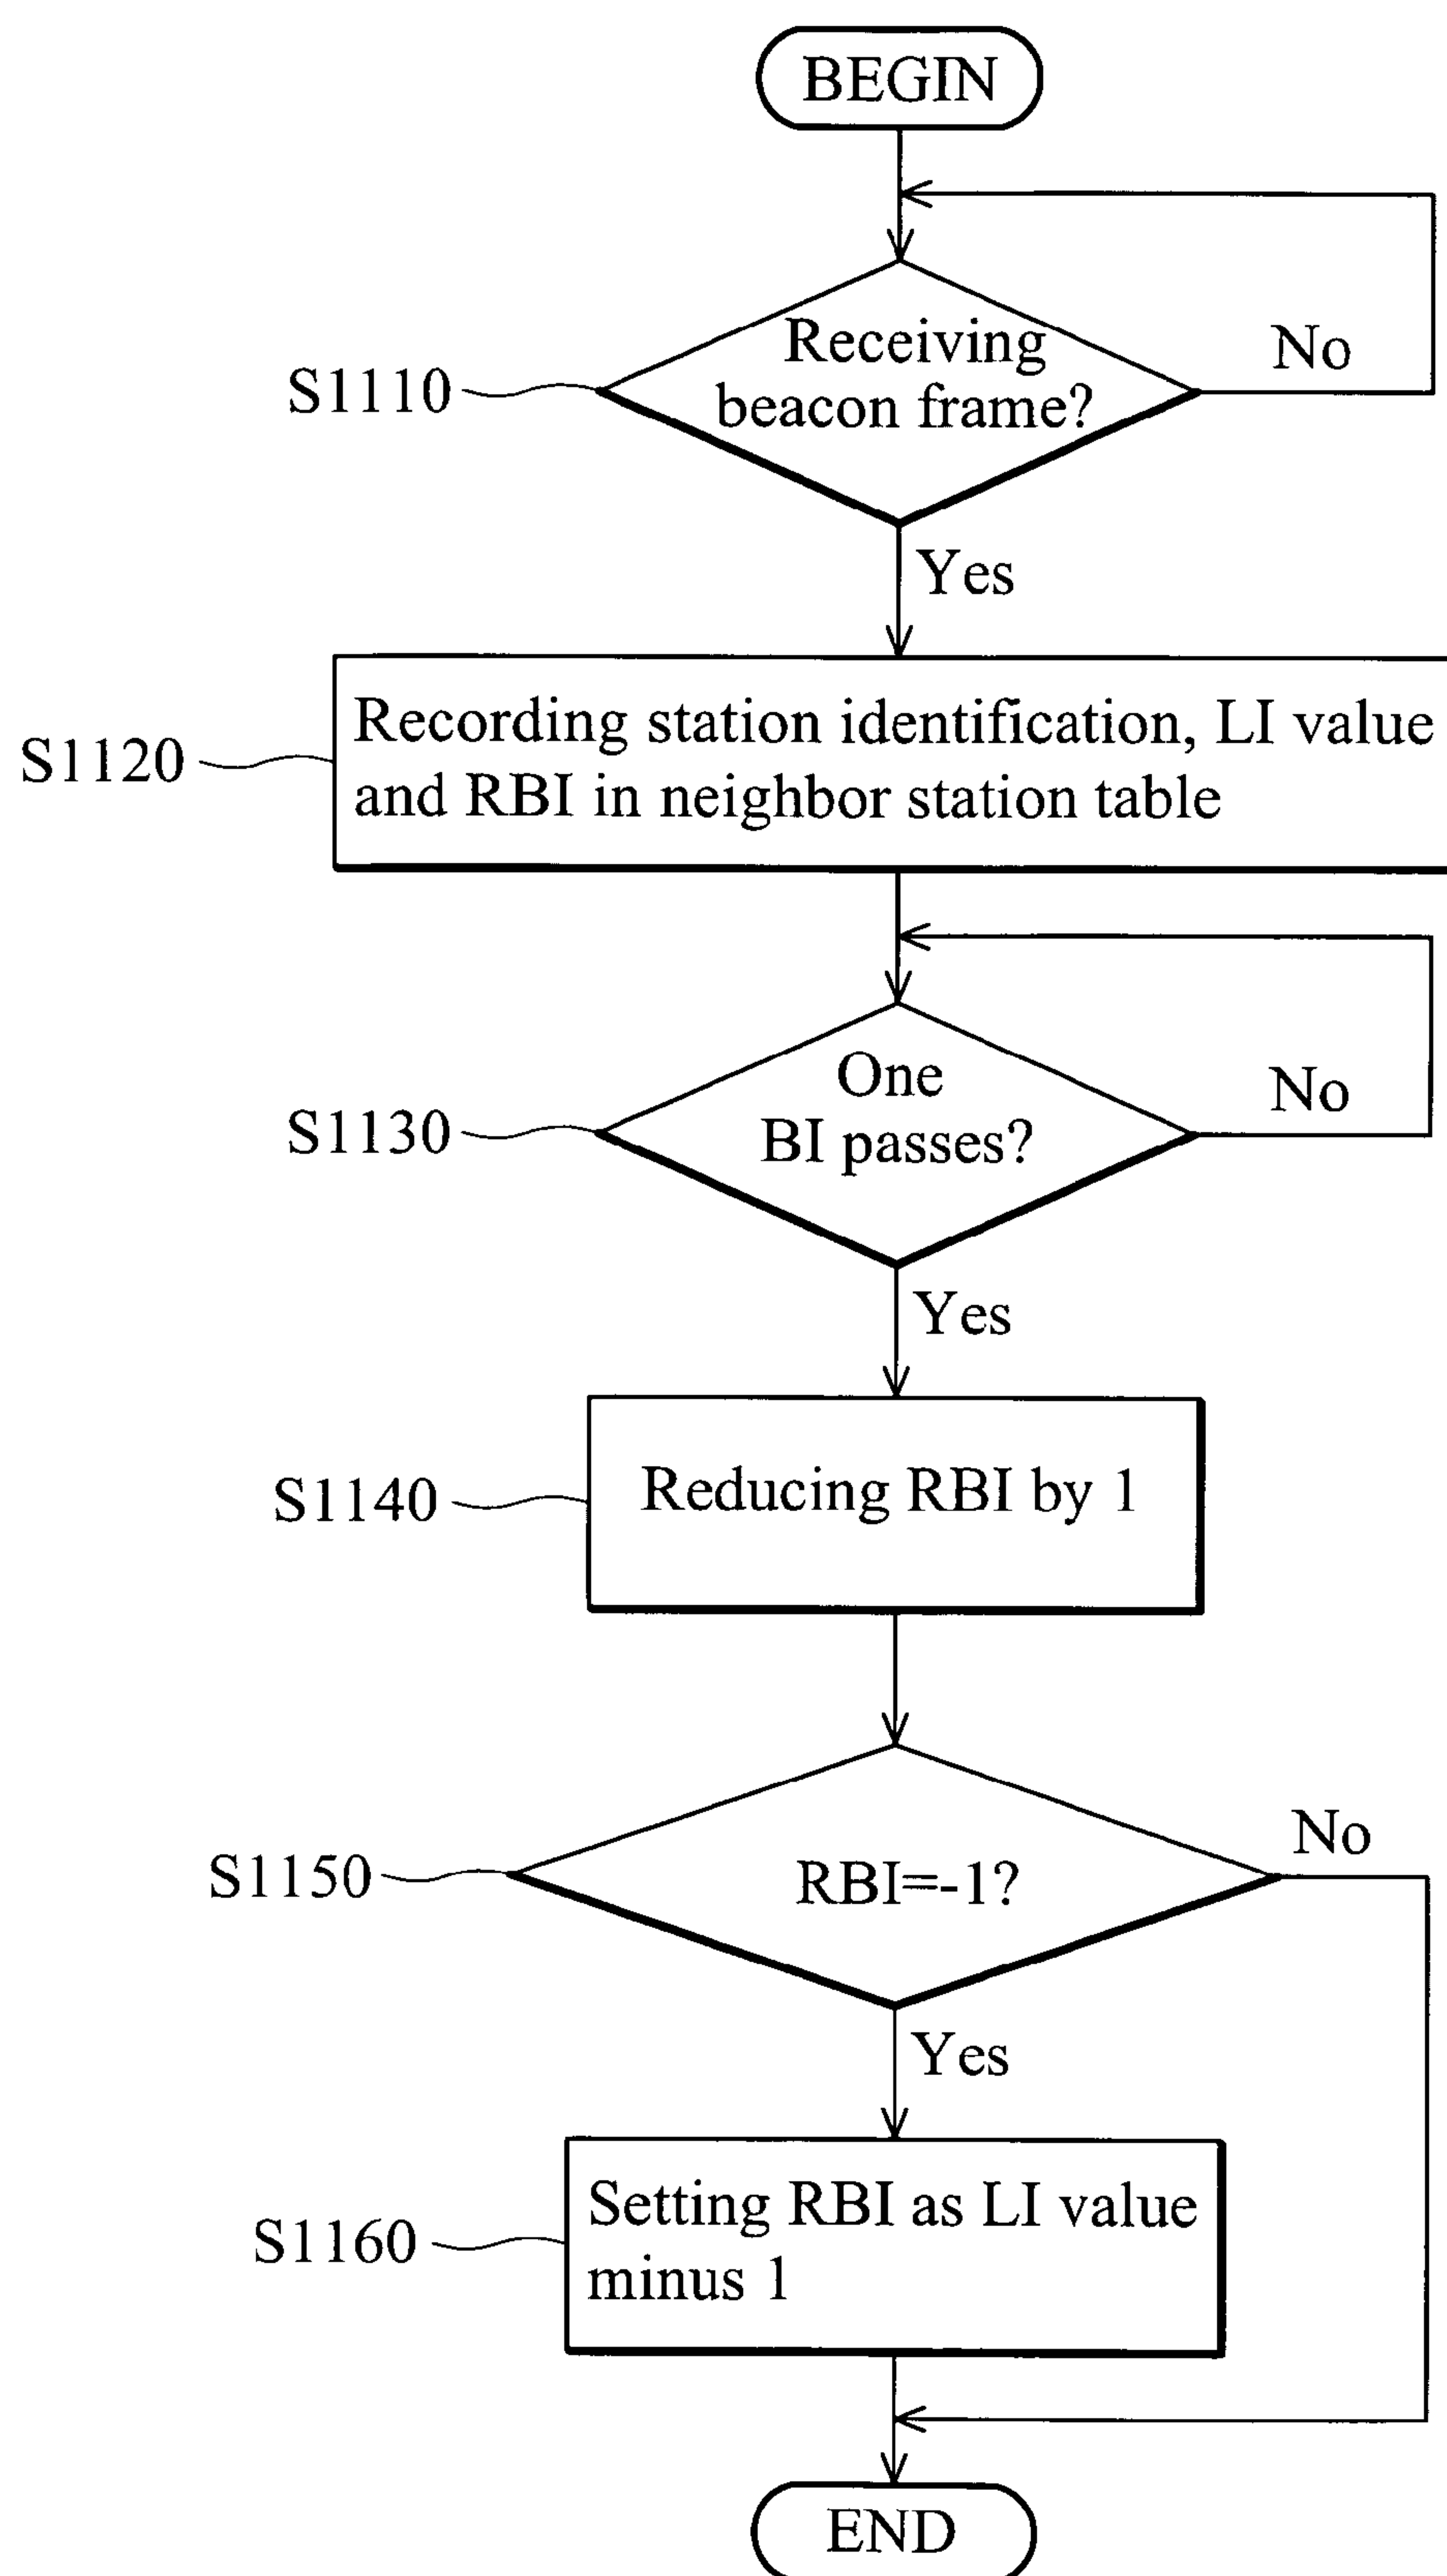 BEGIN
Receiving
beacon frame?
No
S1110
Yes
Recording station identification, LI value
and RBI in neighbor station table
S1120
One
BI passes?
No
S1130
Yes
Reducing RBI by 1
S1140
No
RBI=-1?
S1150
Yes
Setting RBI as LI value
minus 1
S1160
END